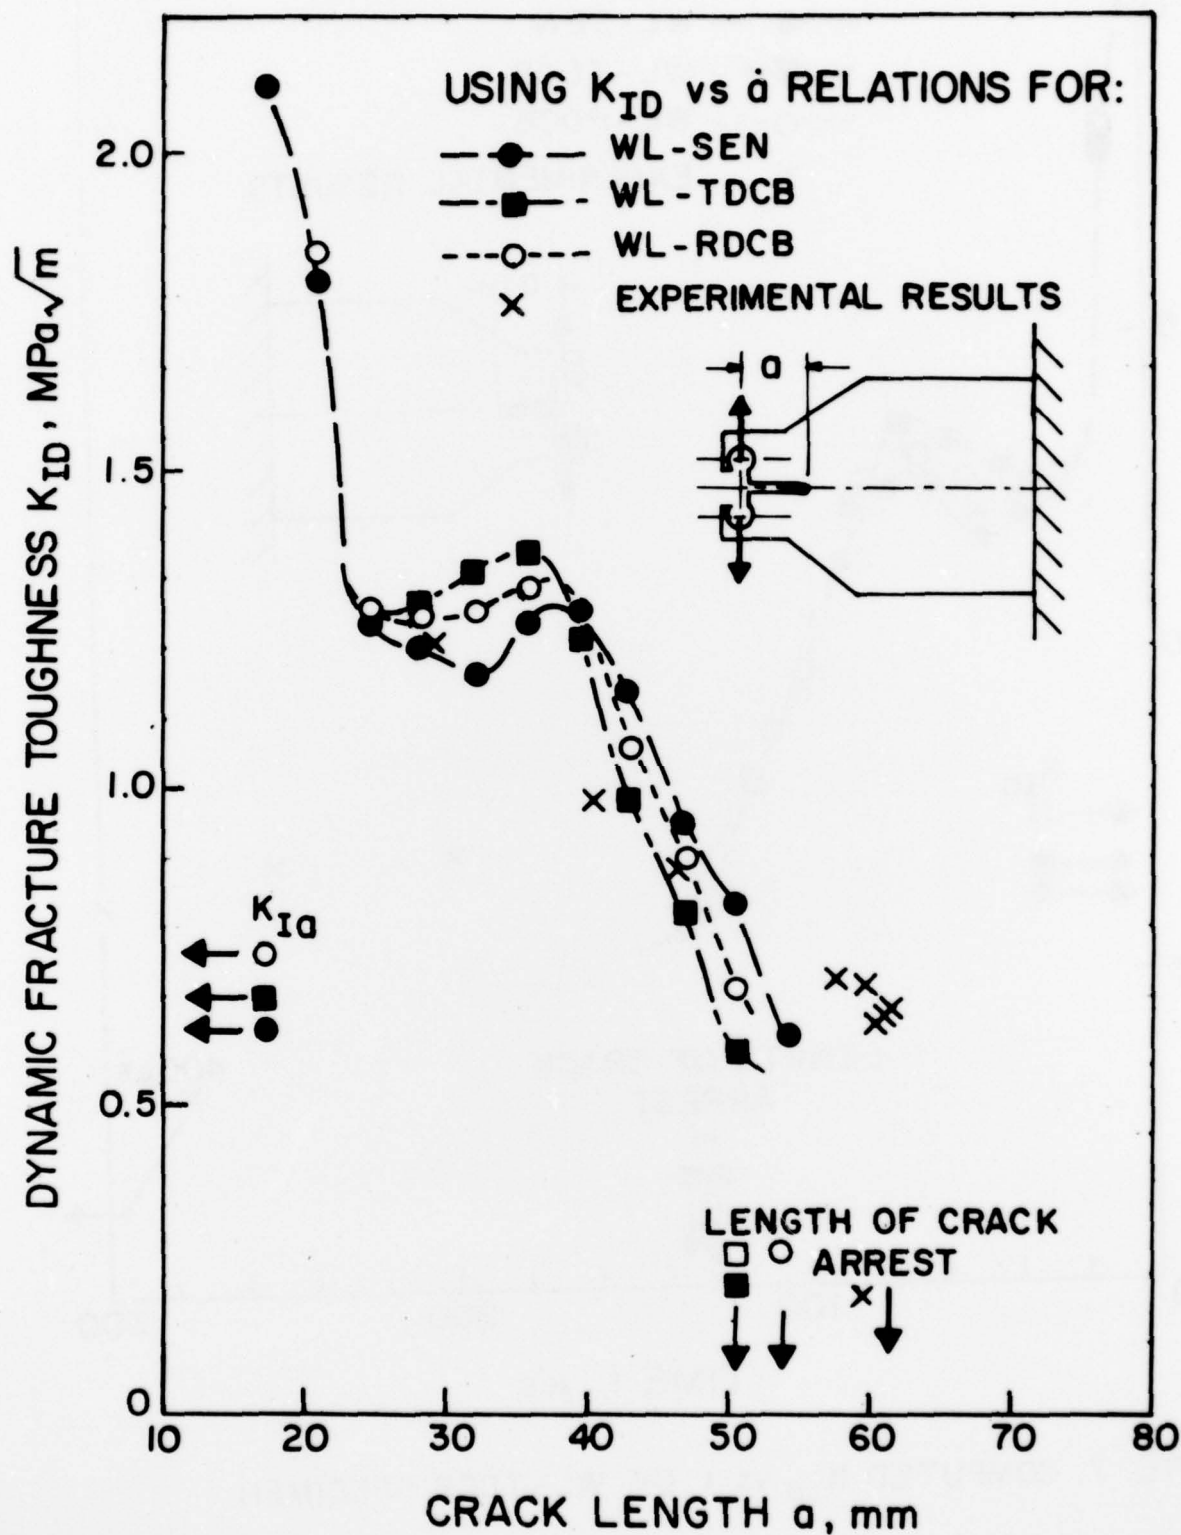 USING K_ID vs ȧ RELATIONS FOR:
WL-SEN
WL-TDCB
WL-RDCB
EXPERIMENTAL RESULTS
a
DYNAMIC FRACTURE TOUGHNESS K_ID, MPa√m
2.0
1.5
1.0
0.5
0
K_Ia
LENGTH OF CRACK
ARREST
10 20 30 40 50 60 70 80
CRACK LENGTH a, mm